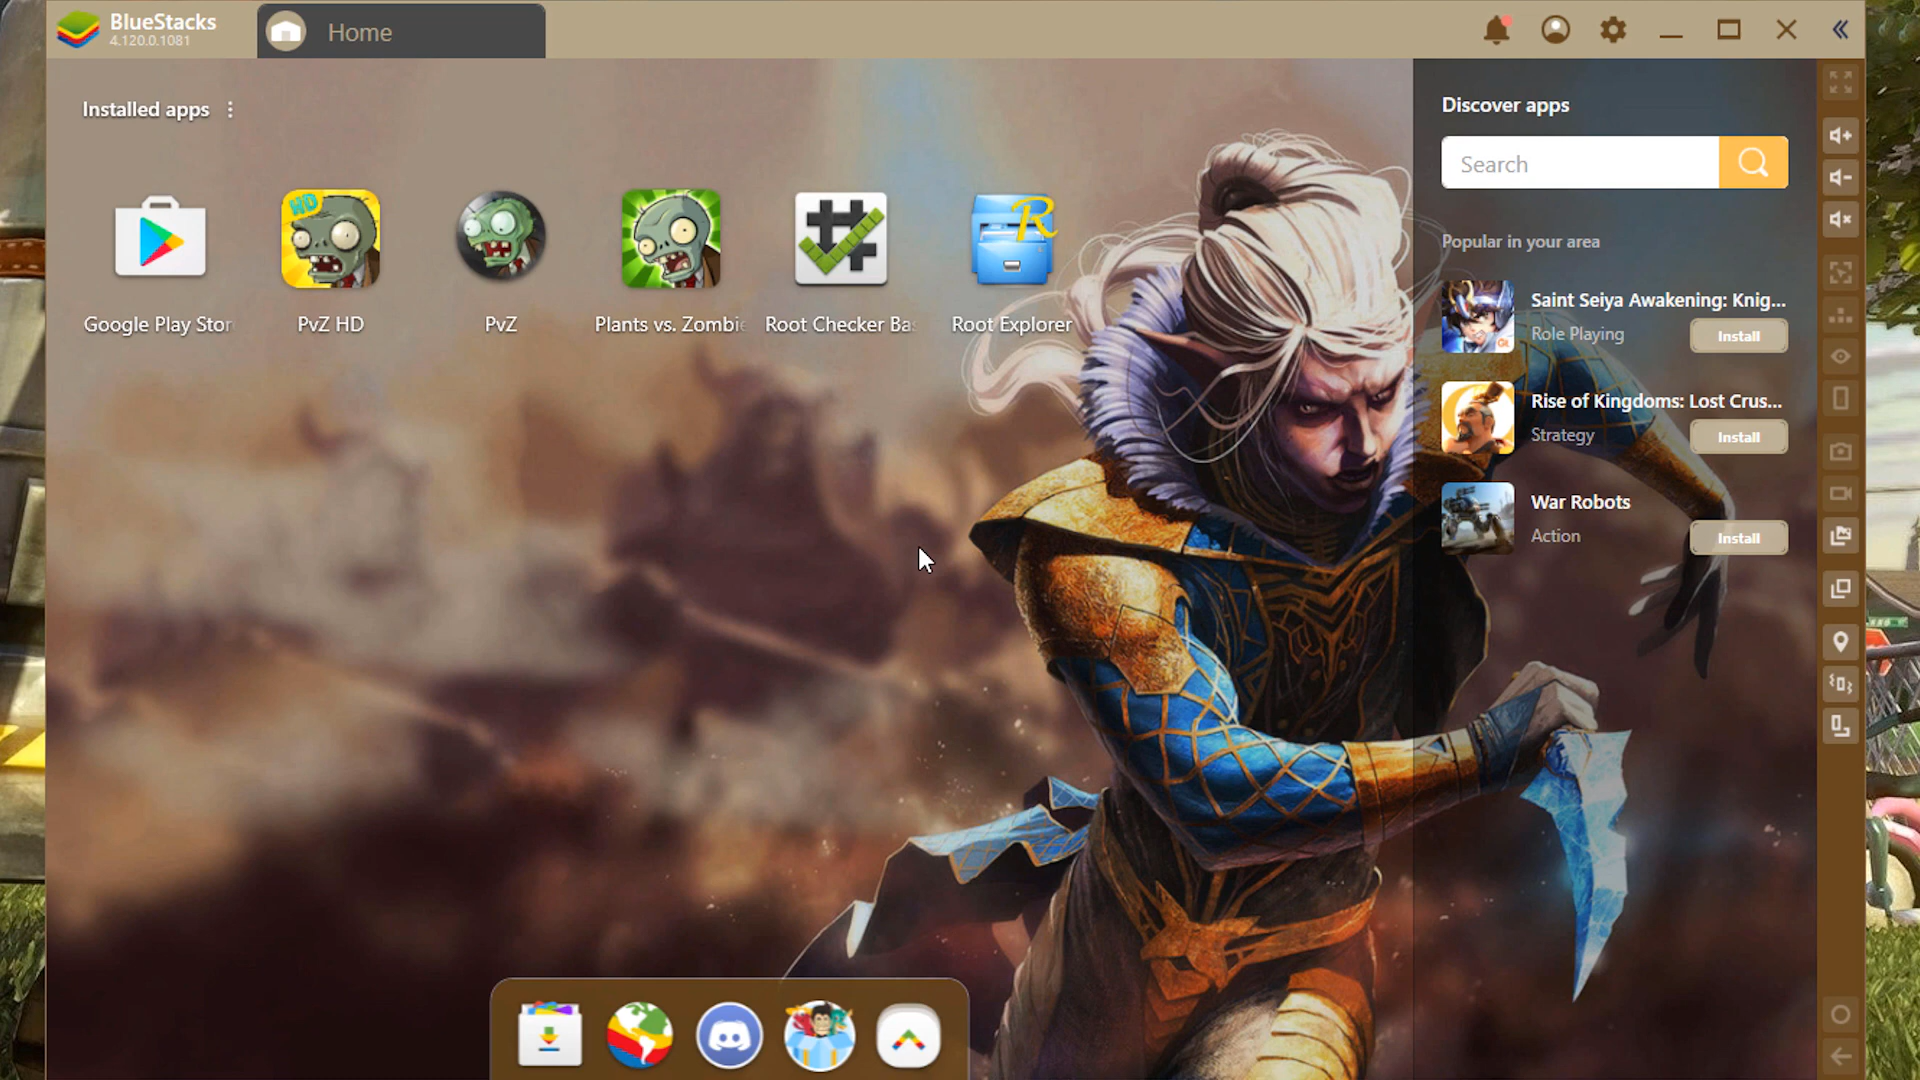 BlueStacks
4.120.0.1081
Home
Installed apps
Google Play Stor
HD
PvZ HD
PvZ
Plants vs. Zombie
Root Checker Bas
R
Root Explorer
Discover apps
Search
Popular in your area
Saint Seiya Awakening: Knig...
Role Playing
Install
Rise of Kingdoms: Lost Crus...
Strategy
Install
War Robots
Action
Install